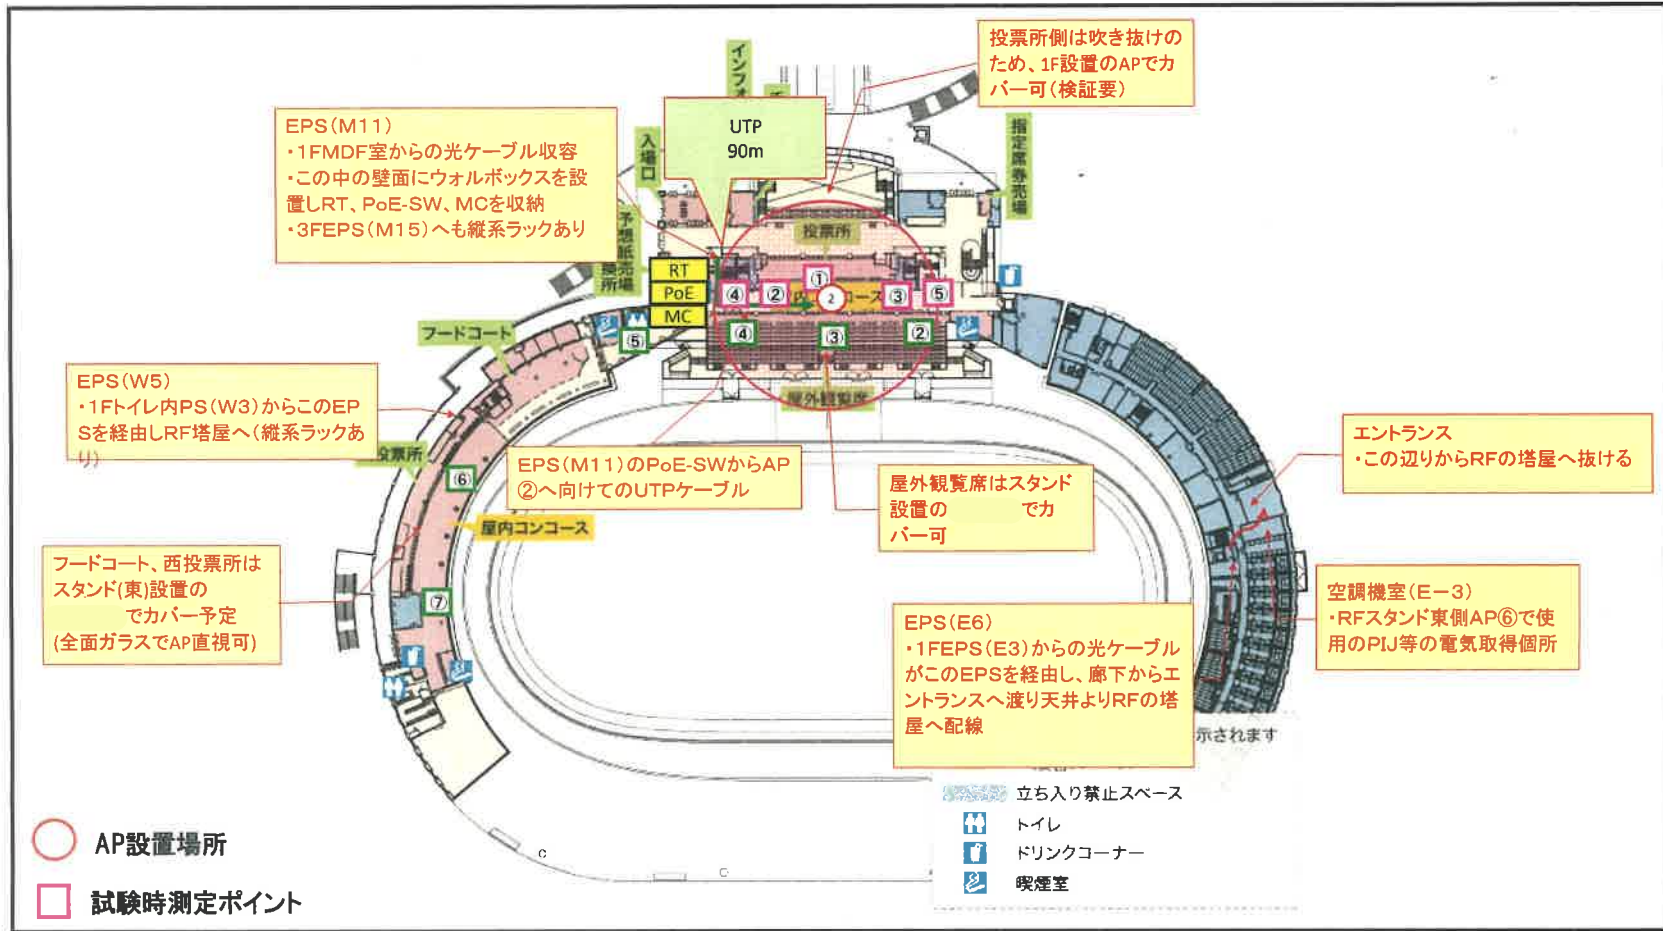 投票所側は吹き抜けの
ため、1F設置のAPでカ
バー可(検証要)
インフォ
EPS(M11)
・1FMDF室からの光ケーブル収容
・この中の壁面にウォルボックスを設
置しRT、PoE-SW、MCを収納
・3FEPS(M15)へも縦系ラックあり
UTP
90m
入場口
指定席券売場
予想紙売場
投票所
RT
PoE
MC
①
④
②
内
2
コース
③
⑤
④
③
②
⑤
フードコート
屋外観覧席
EPS(W5)
・1Fトイレ内PS(W3)からこのEP
Sを経由しRF塔屋へ(縦系ラックあ
り)
投票所
⑥
EPS(M11)のPoE-SWからAP
②へ向けてのUTPケーブル
屋外観覧席はスタンド
設置の　　　　でカ
バー可
エントランス
・この辺りからRFの塔屋へ抜ける
屋内コンコース
フードコート、西投票所は
スタンド(東)設置の
でカバー予定
(全面ガラスでAP直視可)
⑦
空調機室(E-3)
・RFスタンド東側AP⑥で使
用のPIJ等の電気取得個所
EPS(E6)
・1FEPS(E3)からの光ケーブル
がこのEPSを経由し、廊下からエ
ントランスへ渡り天井よりRFの塔
屋へ配線
示されます
立ち入り禁止スペース
トイレ
ドリンクコーナー
喫煙室
AP設置場所
試験時測定ポイント